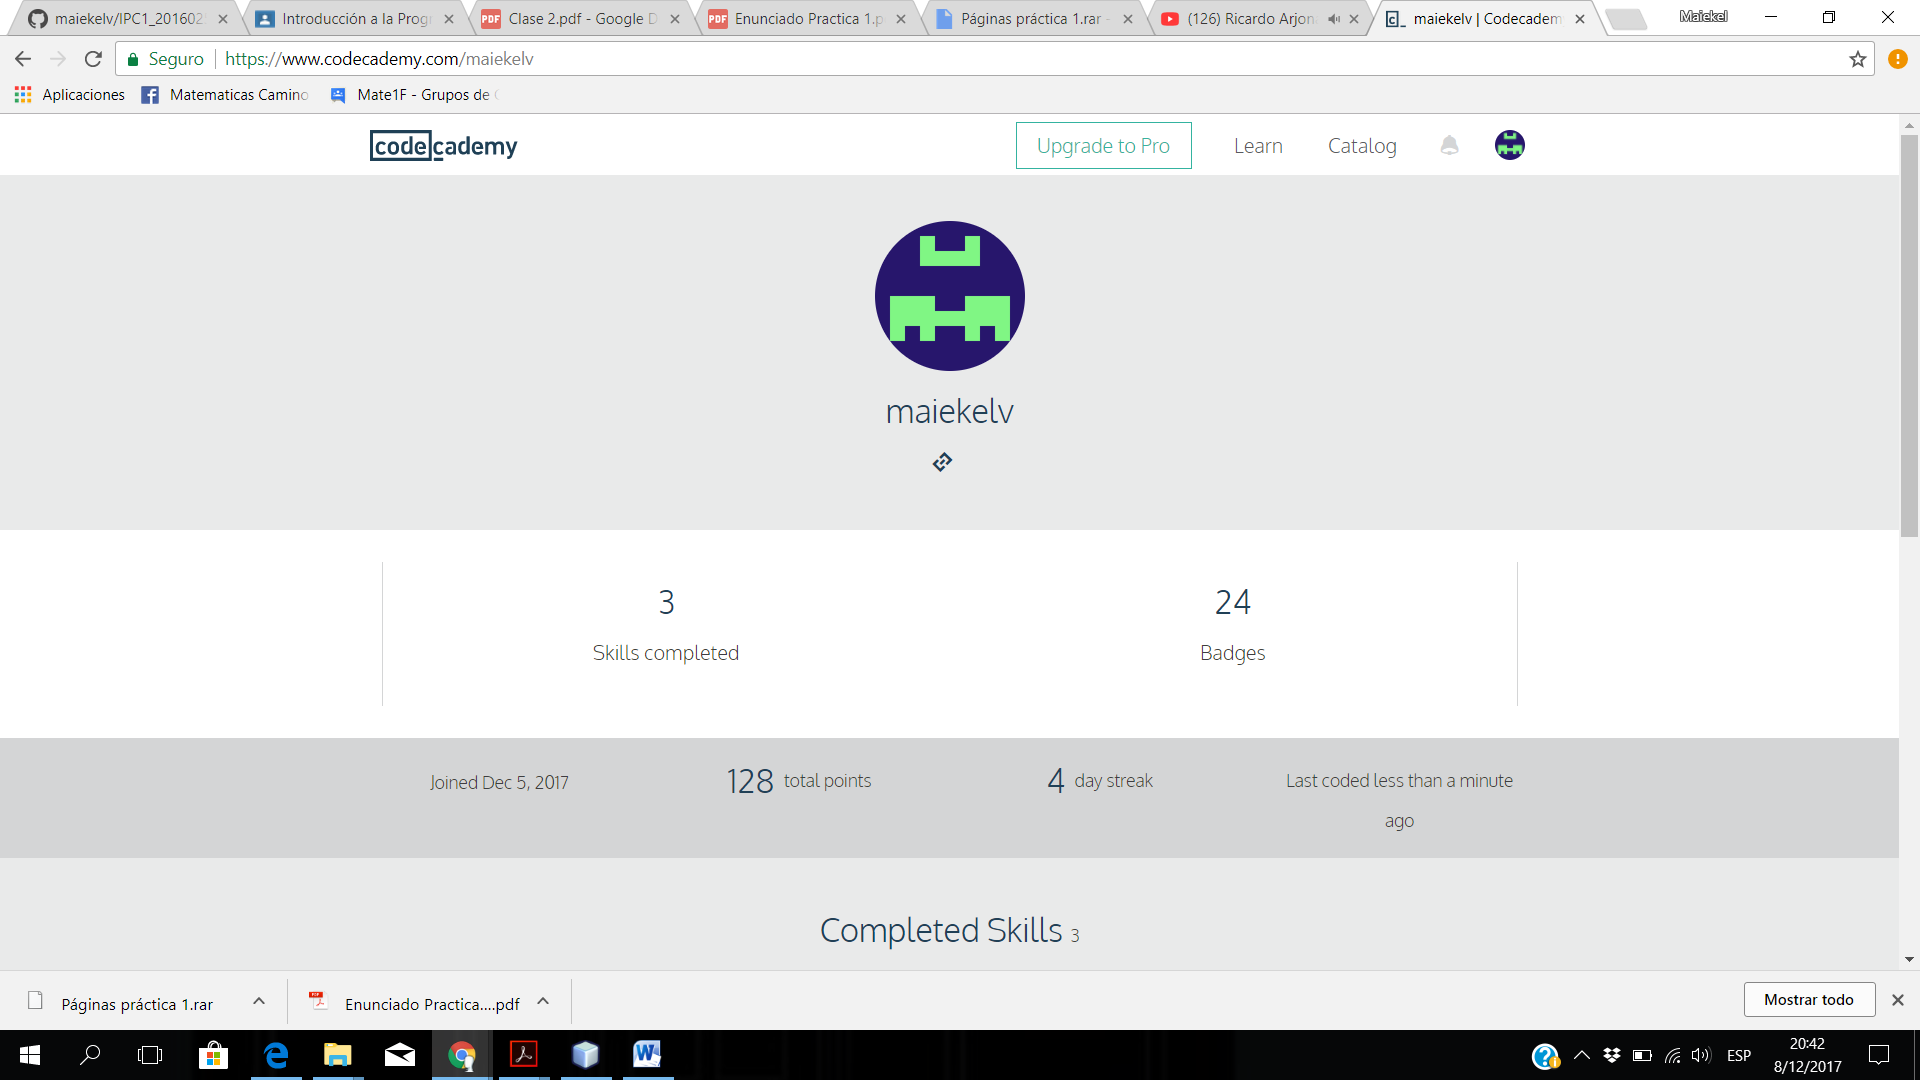 maiekelv/IPC1_201602
Introducción a la Prog
Clase 2.pdf - Google D
Enunciado Practica 1.p
Páginas práctica 1.rar -
(126) Ricardo Arjon
maiekelv | Codecadem
Maiekel
Seguro
https://www.codecademy.com/maiekelv
Aplicaciones
Matematicas Camino
Mate1F - Grupos de
codecademy
Upgrade to Pro
Learn
Catalog
maiekelv
3
24
Skills completed
Badges
Joined Dec 5, 2017
128 total points
4 day streak
Last coded less than a minute
ago
Completed Skills 3
Páginas práctica 1.rar
Enunciado Practica....pdf
Mostrar todo
ESP
20:42
8/12/2017